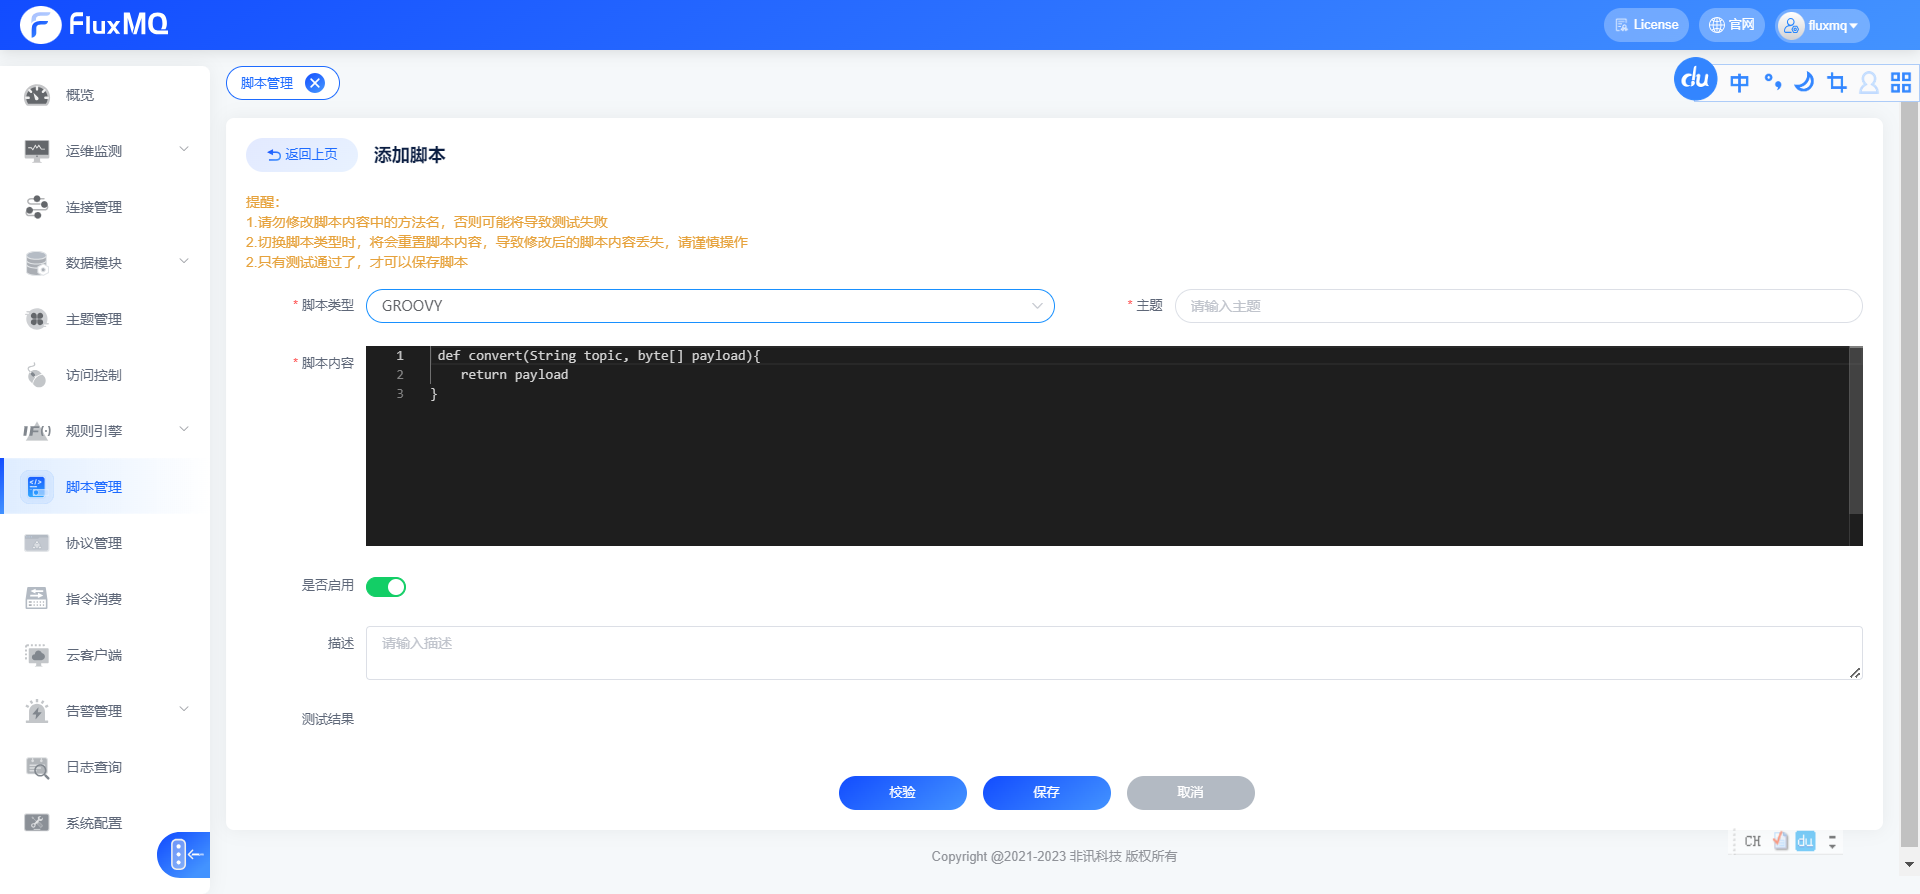 FluxMQ
License
官网
fluxmq
概览
运维监测
连接管理
数据模块
主题管理
访问控制
规则引擎
脚本管理
协议管理
指令消费
云客户端
告警管理
日志查询
系统配置
脚本管理
du 中
返回上页
添加脚本
提醒：
1.请勿修改脚本内容中的方法名，否则可能将导致测试失败
2.切换脚本类型时，将会重置脚本内容，导致修改后的脚本内容丢失，请谨慎操作
2.只有测试通过了，才可以保存脚本
* 脚本类型
GROOVY
* 主题
请输入主题
* 脚本内容
1 def convert(String topic, byte[] payload){
2 return payload
3 }
是否启用
描述
请输入描述
测试结果
校验
保存
取消
CH du
Copyright @2021-2023 非讯科技 版权所有